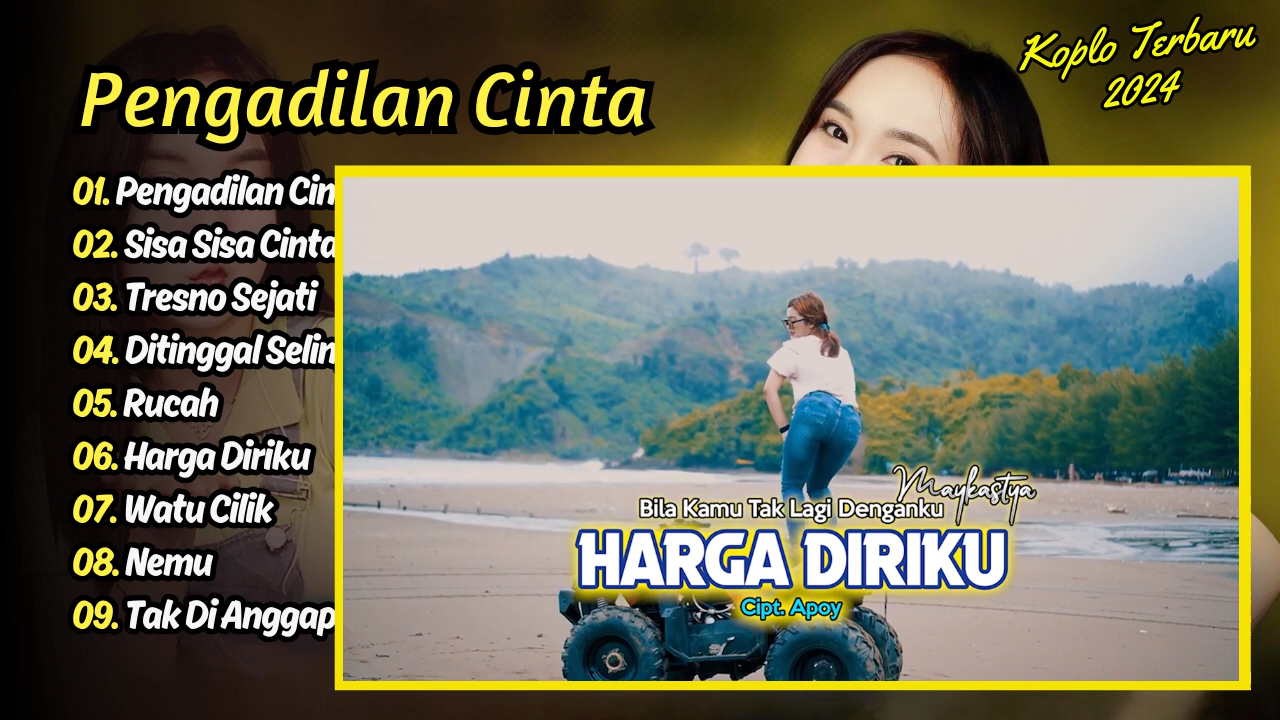 Koplo Terbaru
2024
Pengadilan Cinta
01. Pengadilan Cin
02. Sisa Sisa Cinta
03. Tresno Sejati
04. Ditinggal Selin
05. Rucah
06. Harga Diriku
07. Watu Cilik
08. Nemu
09. Tak Di Anggap
Maykastya
Bila Kamu Tak Lagi Denganku
HARGA DIRIKU
Cipt. Apoy